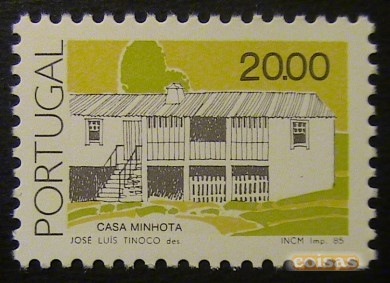 PORTUGAL
20.00
CASA MINHOTA
JOSÉ LUÍS TINOCO des.
INCM Imp. 85
coisas